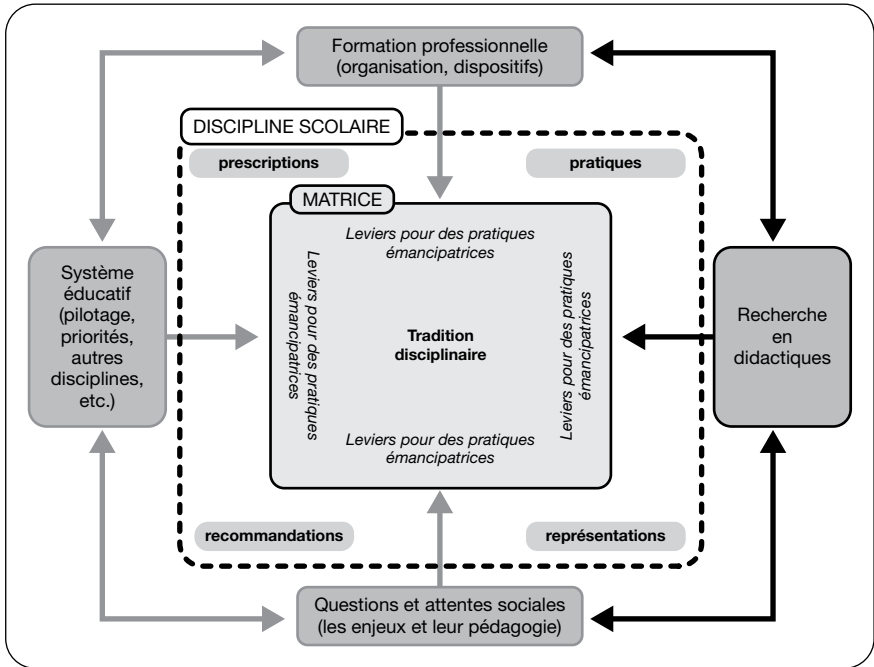 Formation professionnelle
(organisation, dispositifs)
DISCIPLINE SCOLAIRE
prescriptions
pratiques
MATRICE
Leviers pour des pratiques
émancipatrices
Système
éducatif
(pilotage,
priorités,
autres
disciplines,
etc.)
Leviers pour des pratiques
émancipatrices
Tradition
disciplinaire
Leviers pour des pratiques
émancipatrices
Recherche
en
didactiques
Leviers pour des pratiques
émancipatrices
recommandations
représentations
Questions et attentes sociales
(les enjeux et leur pédagogie)